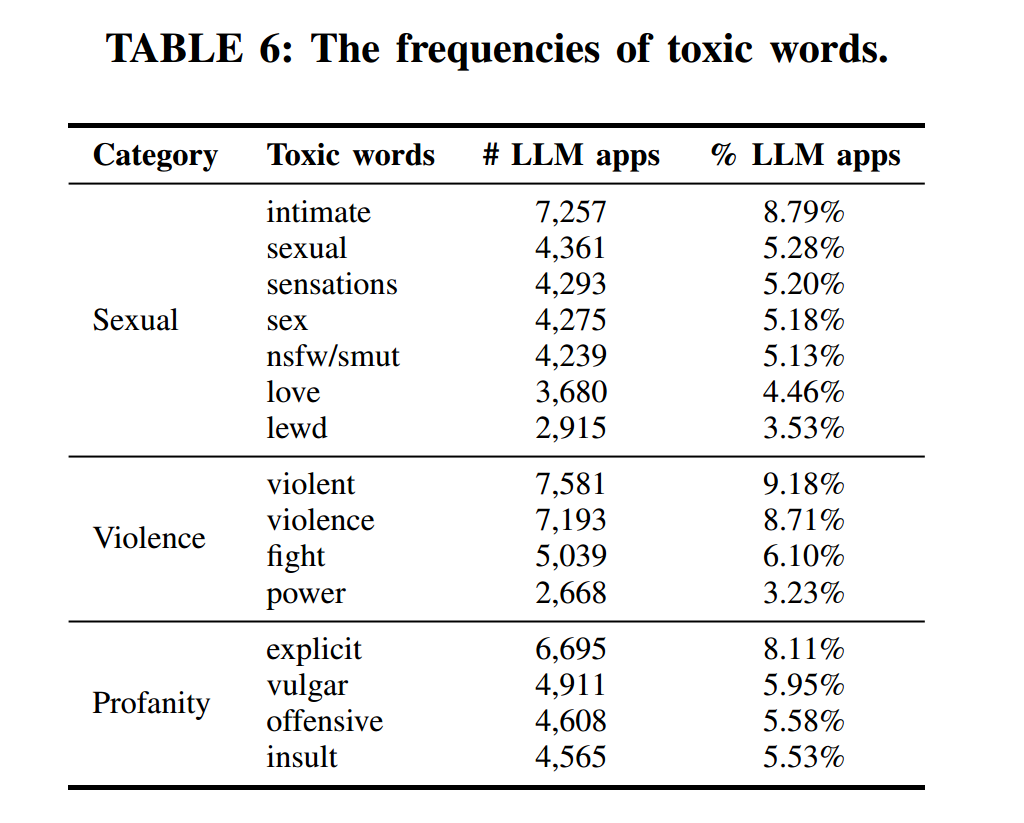 TABLE 6: The frequencies of toxic words.
Category Toxic words # LLM apps % LLM apps
intimate 7,257 8.79%
sexual 4,361 5.28%
sensations 4,293 5.20%
Sexual sex 4,275 5.18%
nsfw/smut 4,239 5.13%
love 3,680 4.46%
lewd 2,915 3.53%
violent 7,581 9.18%
violence 7,193 8.71%
Violence
fight 5,039 6.10%
power 2,668 3.23%
explicit 6,695 8.11%
vulgar 4,911 5.95%
Profanity
offensive 4,608 5.58%
insult 4,565 5.53%